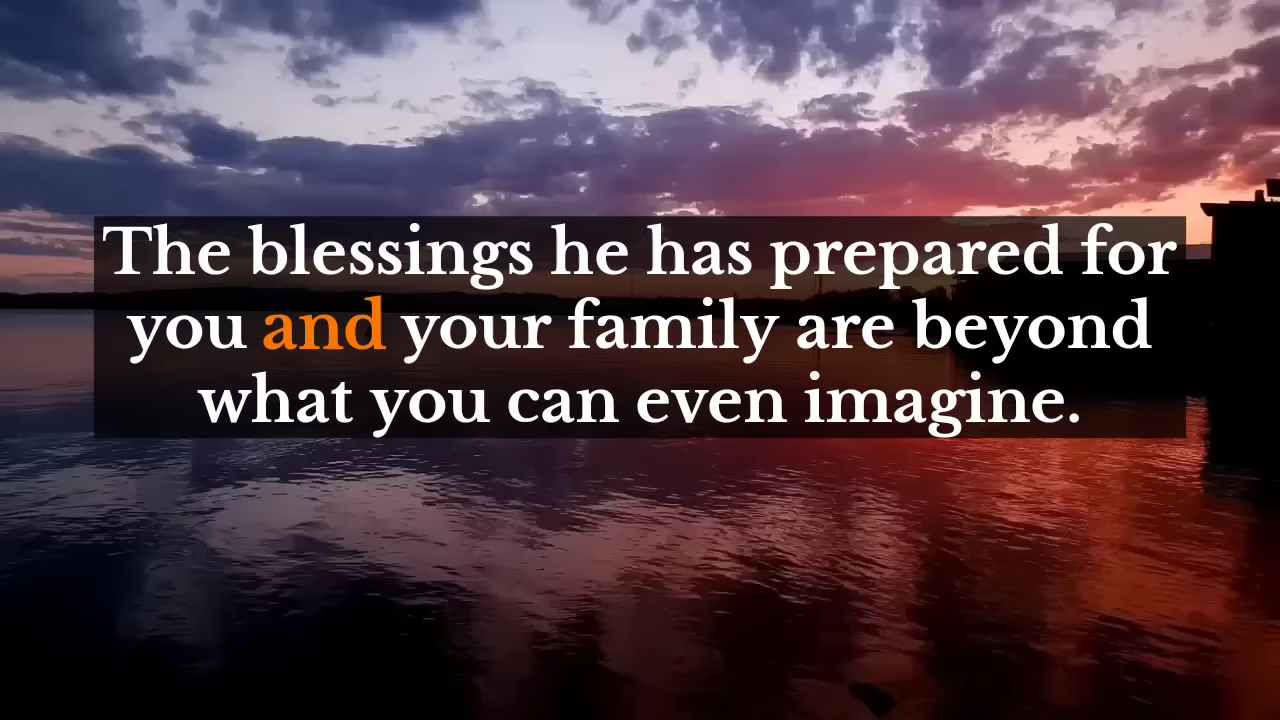 The blessings he has prepared for
you and your family are beyond
what you can even imagine.